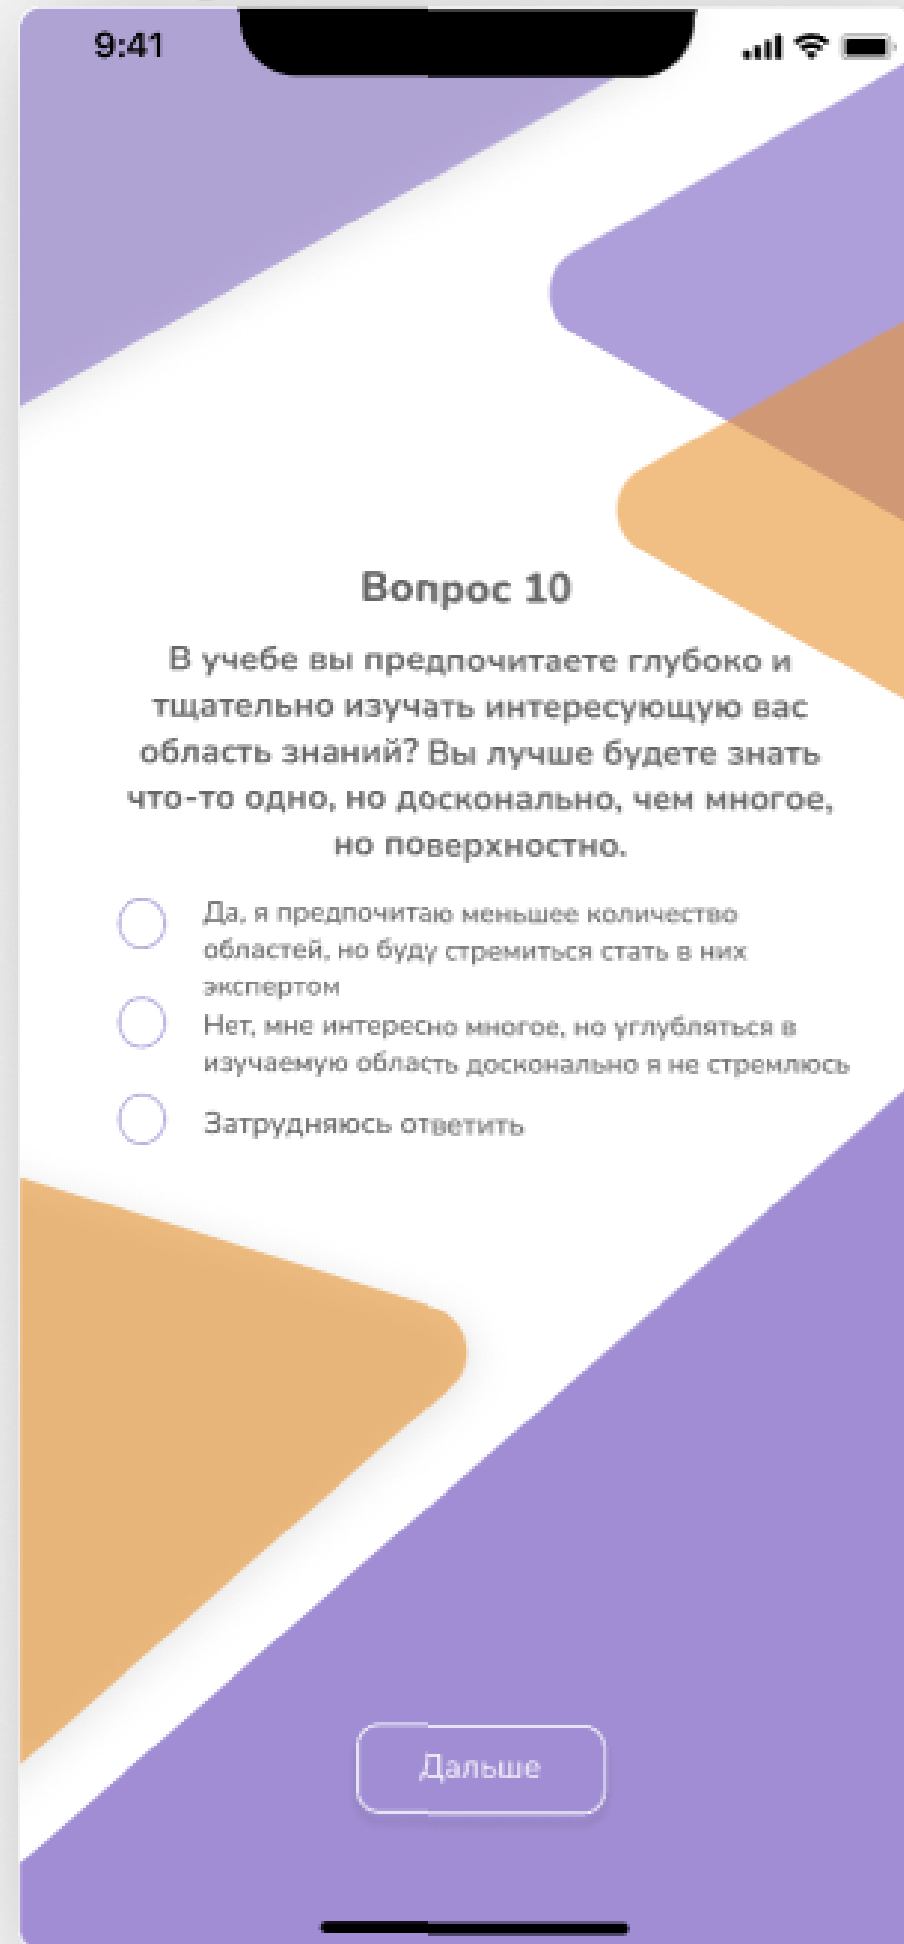 9:41
Вопрос 10
В учебе вы предпочитаете глубоко и
тщательно изучать интересующую вас
область знаний? Вы лучше будете знать
что-то одно, но досконально, чем многое,
но поверхностно.
Да, я предпочитаю меньшее количество
областей, но буду стремиться стать в них
экспертом
Нет, мне интересно многое, но углубляться в
изучаемую область досконально я не стремлюсь
Затрудняюсь ответить
Дальше